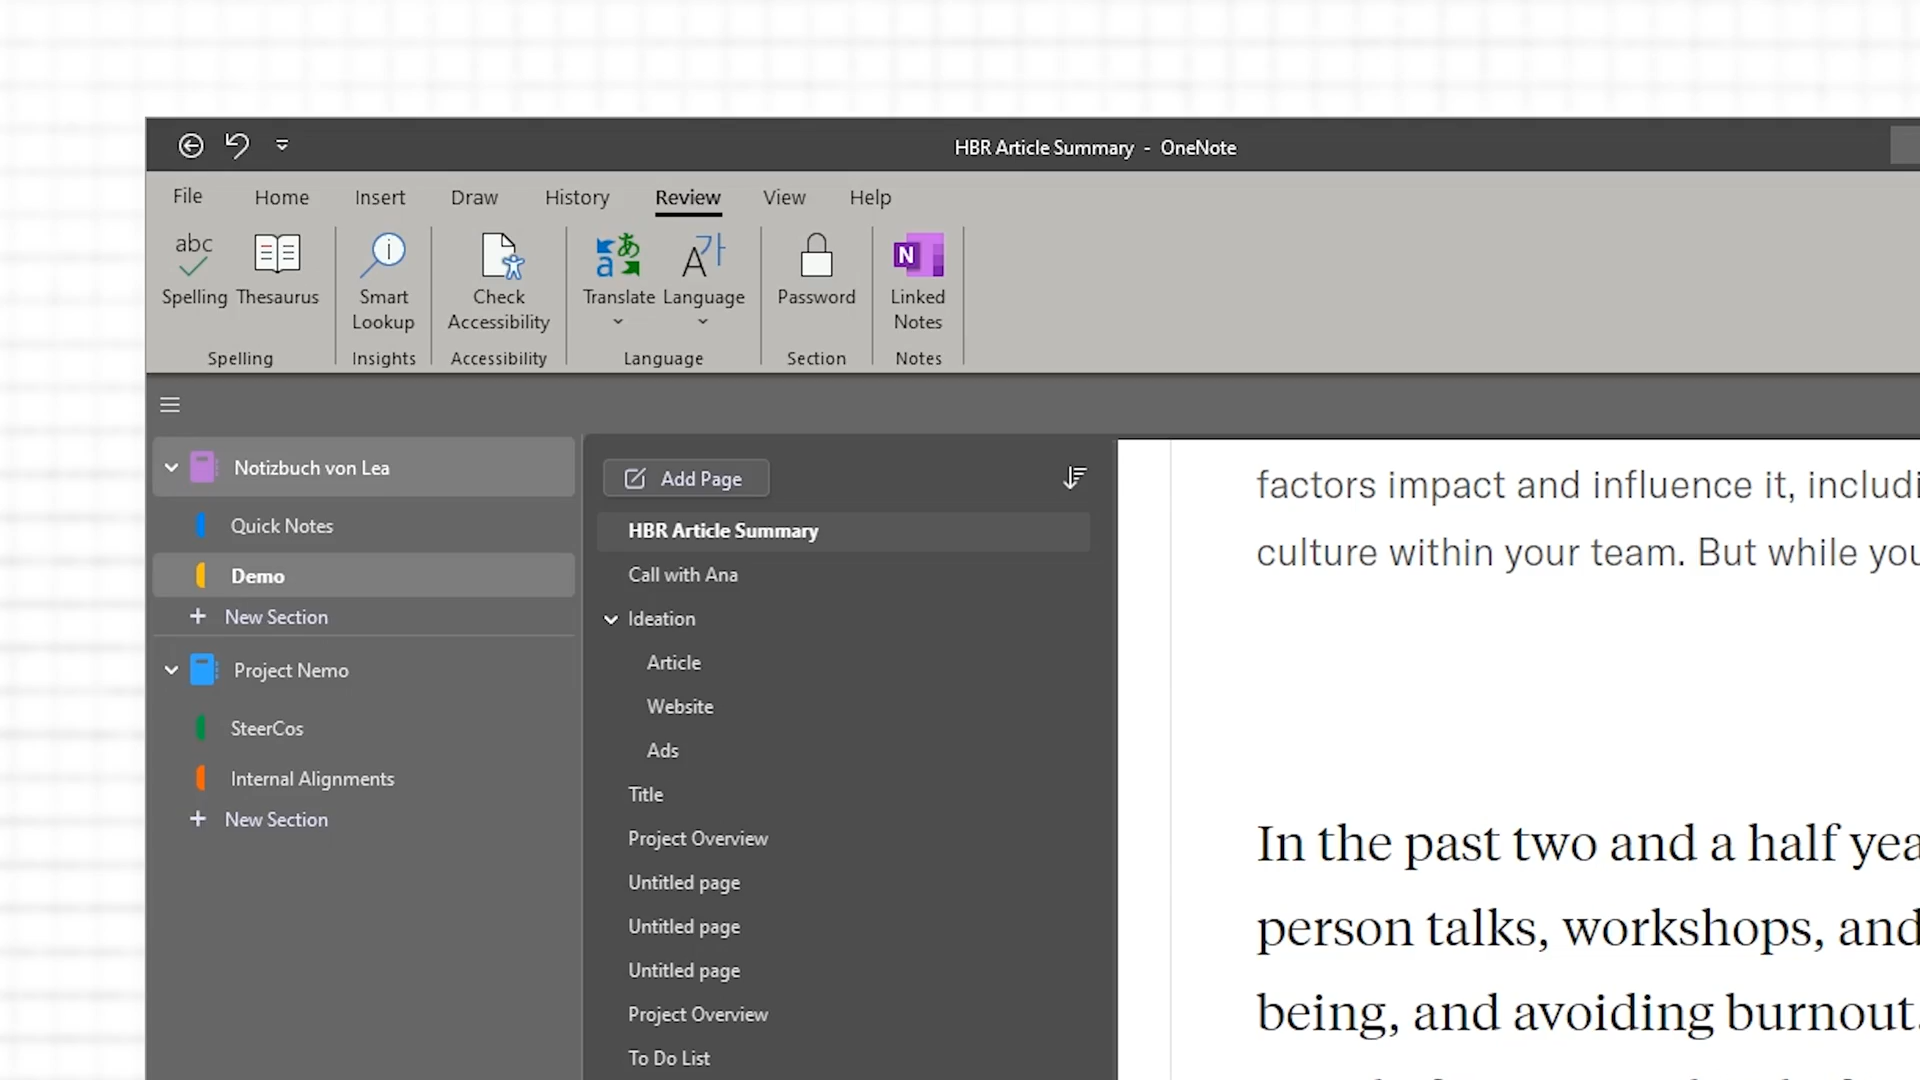 HBR Article Summary - OneNote
File Home Insert Draw History Review View Help
abc
Spelling Thesaurus Smart Lookup Check Accessibility Translate Language Password Linked Notes
Spelling Insights Accessibility Language Section Notes
Notizbuch von Lea
Quick Notes
Demo
New Section
Project Nemo
SteerCos
Internal Alignments
New Section
Add Page
HBR Article Summary
Call with Ana
Ideation
Article
Website
Ads
Title
Project Overview
Untitled page
Untitled page
Untitled page
Project Overview
To Do List
factors impact and influence it, includi
culture within your team. But while you
In the past two and a half yea
person talks, workshops, and
being, and avoiding burnout.